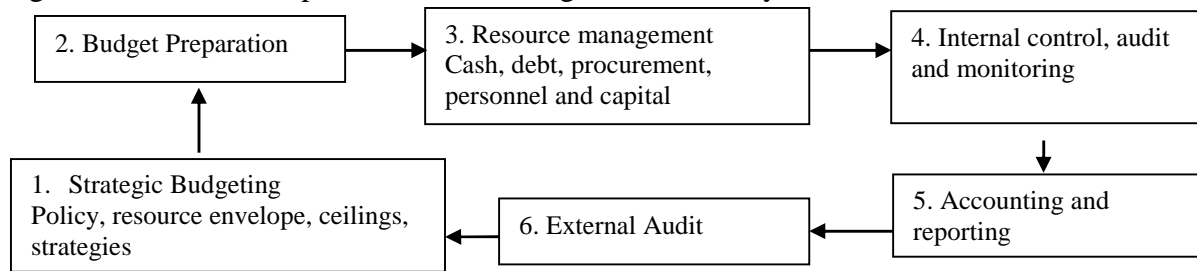 2. Budget Preparation
3. Resource management
Cash, debt, procurement,
personnel and capital
4. Internal control, audit
and monitoring
1. Strategic Budgeting
Policy, resource envelope, ceilings,
strategies
6. External Audit
5. Accounting and
reporting